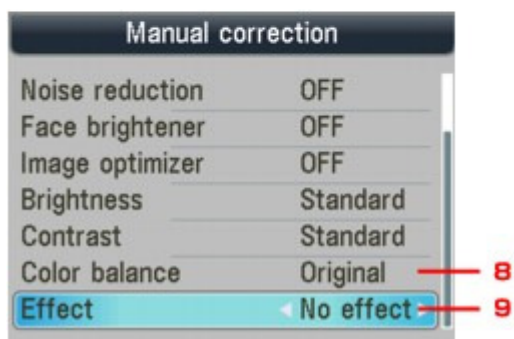 Manual correction
Noise reduction OFF
Face brightener OFF
Image optimizer OFF
Brightness Standard
Contrast Standard
Color balance Original 8
Effect No effect 9